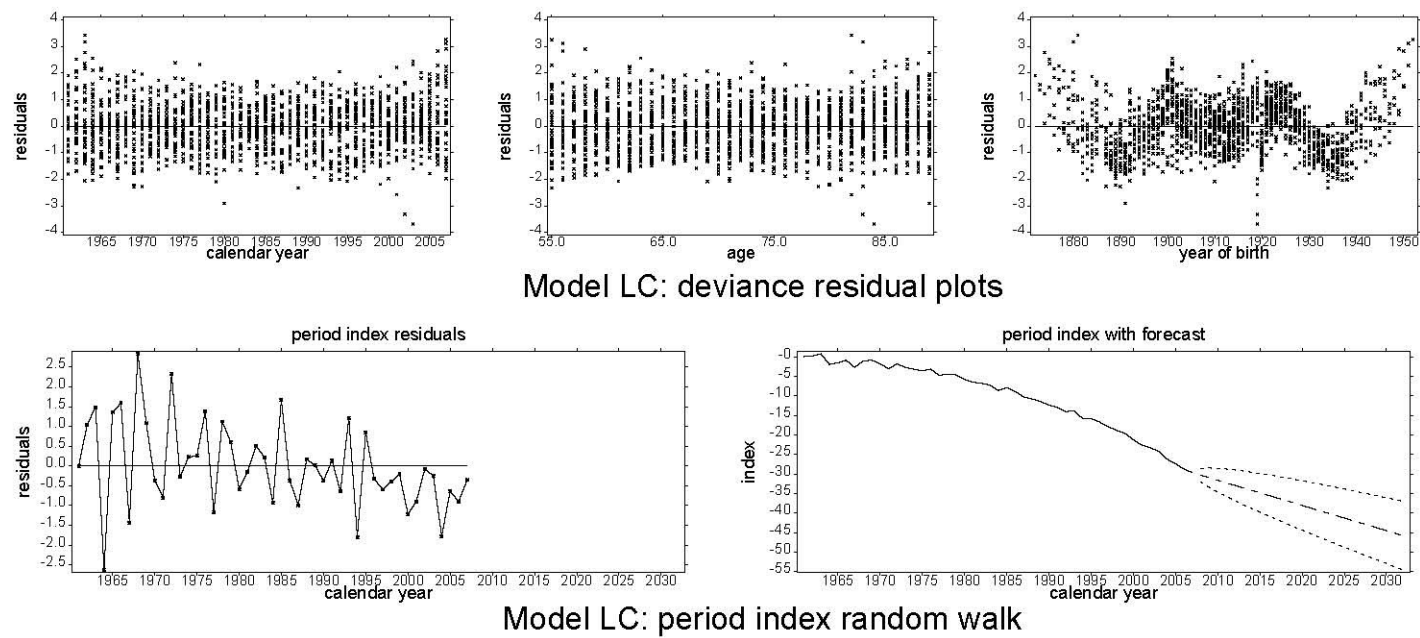 4
3
2
1
0
-1
-2
-3
-4
residuals
1965 1970 1975 1980 1985 1990 1995 2000 2005
calendar year
4
3
2
1
0
-1
-2
-3
-4
residuals
55.0 65.0 75.0 85.0
age
4
3
2
1
0
-1
-2
-3
-4
residuals
1880 1890 1900 1910 1920 1930 1940 1950
year of birth
Model LC: deviance residual plots
period index residuals
2.5
2.0
1.5
1.0
0.5
0.0
-0.5
-1.0
-1.5
-2.0
-2.5
residuals
1965 1970 1975 1980 1985 1990 1995 2000 2005 2010 2015 2020 2025 2030
calendar year
period index with forecast
-0
-5
-10
-15
-20
-25
-30
-35
-40
-45
-50
-55
index
1965 1970 1975 1980 1985 1990 1995 2000 2005 2010 2015 2020 2025 2030
calendar year
Model LC: period index random walk